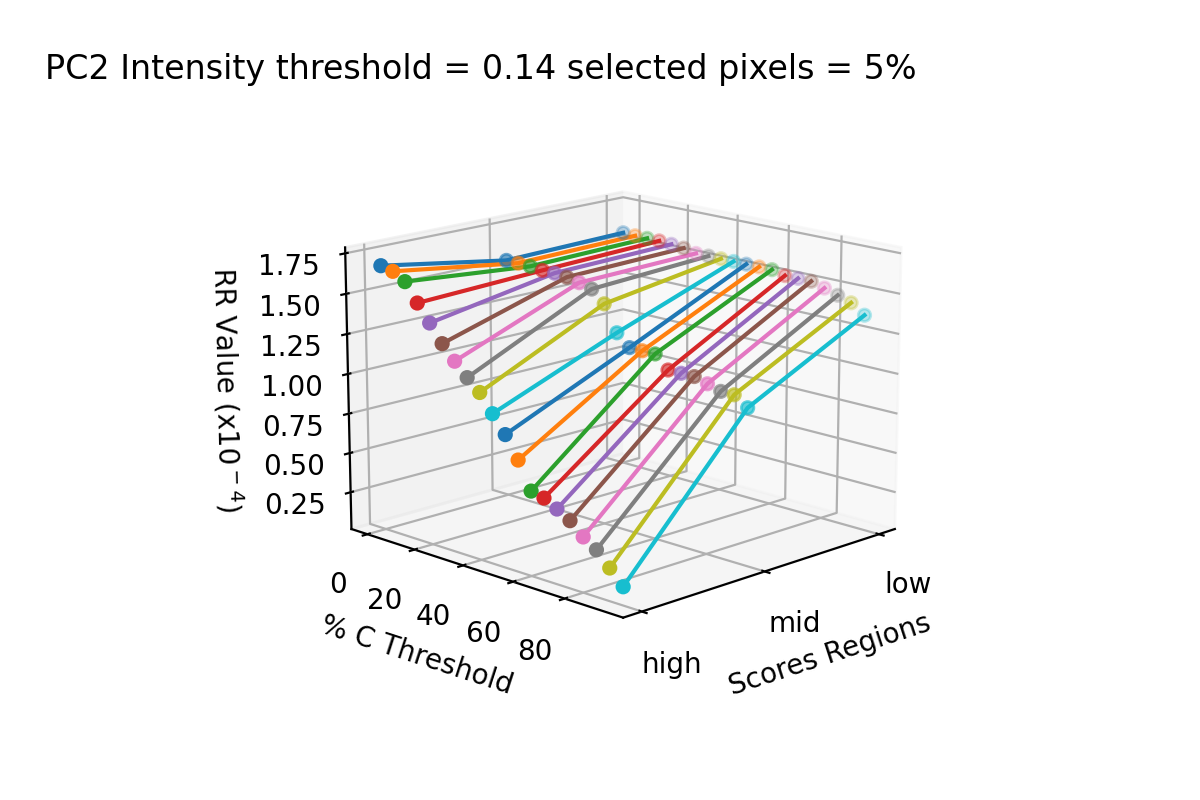 PC2 Intensity threshold = 0.14 selected pixels = 5%
1.75
1.50
1.25
1.00
0.75
0.50
0.25
RR Value (x10⁻⁴)
0
20
40
60
80
% C Threshold
high
mid
low
Scores Regions